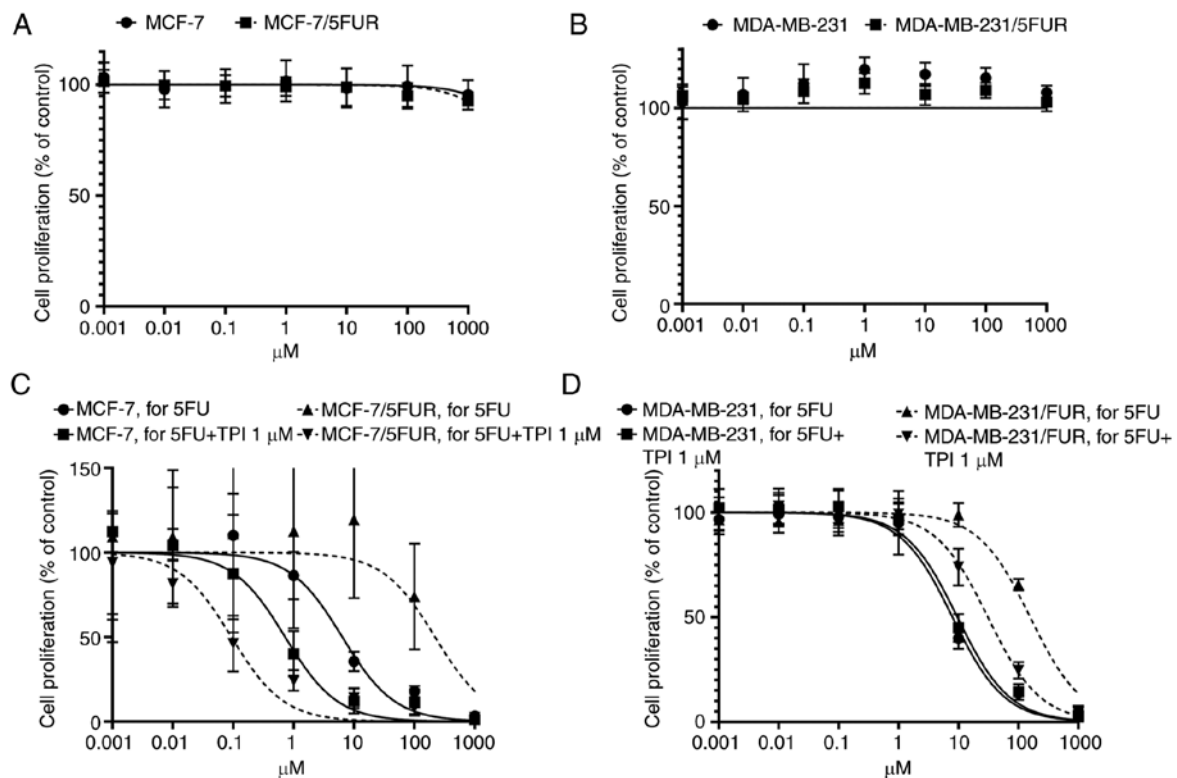 A
MCF-7 MCF-7/5FUR
Cell proliferation (% of control)
100
50
0
0.001 0.01 0.1 1 10 100 1000
μM
B
MDA-MB-231 MDA-MB-231/5FUR
Cell proliferation (% of control)
100
50
0
0.001 0.01 0.1 1 10 100 1000
μM
C
MCF-7, for 5FU MCF-7/5FUR, for 5FU
MCF-7, for 5FU+TPI 1 μM MCF-7/5FUR, for 5FU+TPI 1 μM
Cell proliferation (% of control)
150
100
50
0
0.001 0.01 0.1 1 10 100 1000
μM
D
MDA-MB-231, for 5FU MDA-MB-231/FUR, for 5FU
MDA-MB-231, for 5FU+ MDA-MB-231/FUR, for 5FU+
TPI 1 μM TPI 1 μM
Cell proliferation (% of control)
100
50
0
0.001 0.01 0.1 1 10 100 1000
μM